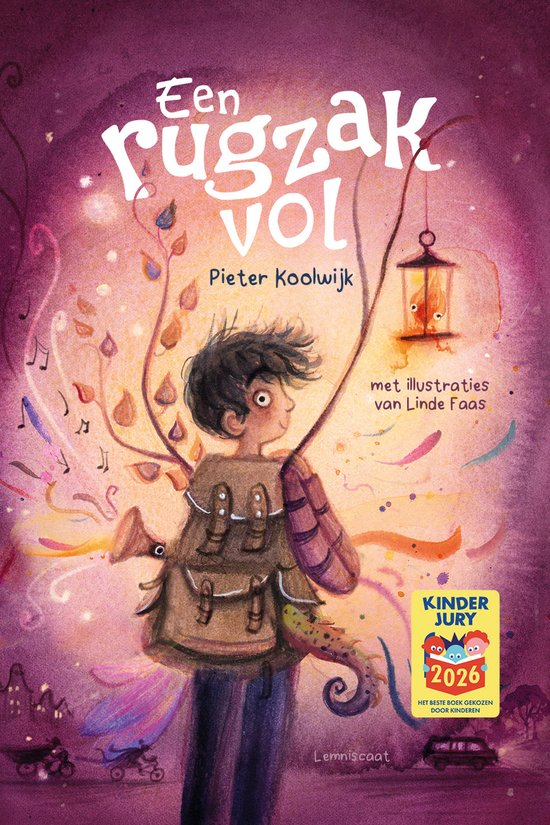 Een
rugzak
vol
Pieter Koolwijk
met illustraties
van Linde Faas
KINDER
JURY
2026
HET BESTE BOEK GEKOZEN
DOOR KINDEREN
Lemniscaat